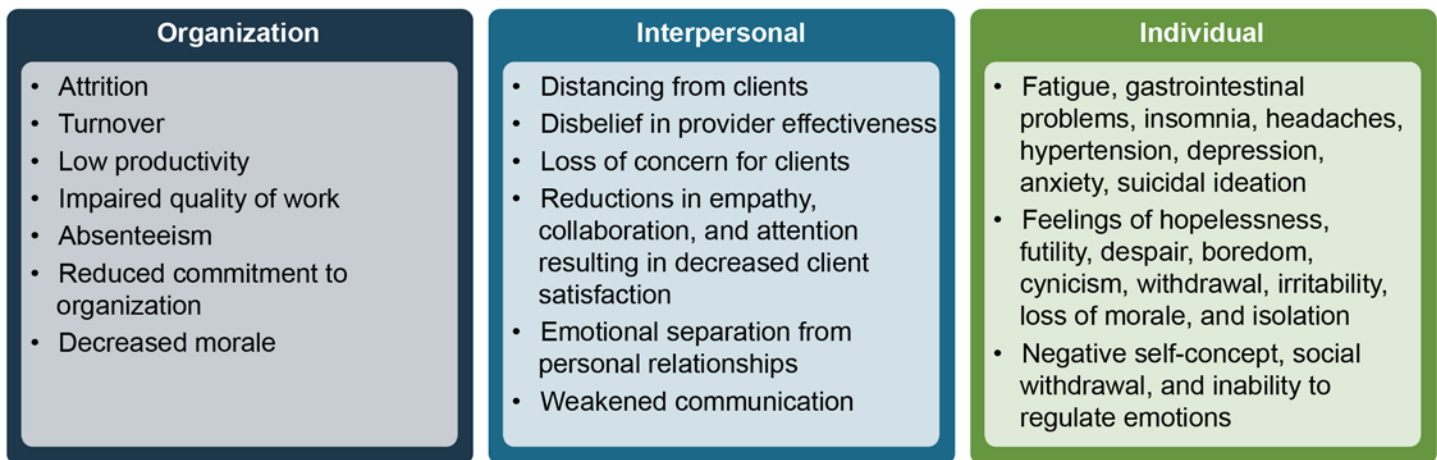 Organization
• Attrition
• Turnover
• Low productivity
• Impaired quality of work
• Absenteeism
• Reduced commitment to
organization
• Decreased morale
Interpersonal
• Distancing from clients
• Disbelief in provider effectiveness
• Loss of concern for clients
• Reductions in empathy,
collaboration, and attention
resulting in decreased client
satisfaction
• Emotional separation from
personal relationships
• Weakened communication
Individual
• Fatigue, gastrointestinal
problems, insomnia, headaches,
hypertension, depression,
anxiety, suicidal ideation
• Feelings of hopelessness,
futility, despair, boredom,
cynicism, withdrawal, irritability,
loss of morale, and isolation
• Negative self-concept, social
withdrawal, and inability to
regulate emotions